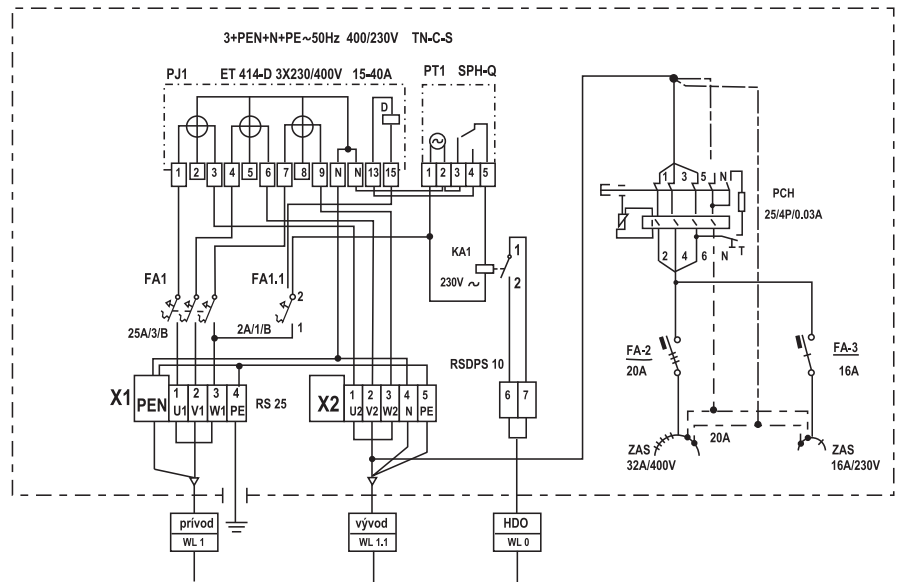 3+PEN+N+PE~50Hz 400/230V TN-C-S
PJ1 ET 414-D 3X230/400V 15-40A PT1 SPH-Q
D
1 2 3 4 5 6 7 8 9 N N 13 15 1 2 3 4 5
1 3 5 N
PCH
25/4P/0.03A
2 4 6 N
KA1
230V ~
1
2
FA1 FA1.1 2
25A/3/B 2A/1/B 1
FA-2
20A
FA-3
16A
RSDPS 10
X1 PEN 1 2 3 4 RS 25
U1 V1 W1 PE
X2 1 2 3 4 5
U2 V2 W2 N PE
6 7
20A
ZAS
32A/400V
ZAS
16A/230V
prívod
WL 1
vývod
WL 1.1
HDO
WL 0